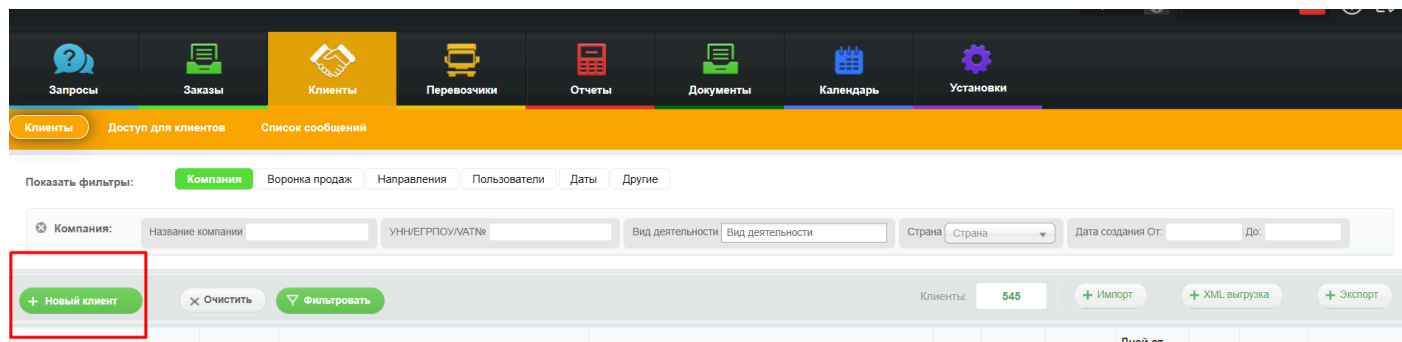 Запросы Заказы Клиенты Перевозчики Отчеты Документы Календарь Установки
Клиенты Доступ для клиентов Список сообщений
Показать фильтры: Компания Воронка продаж Направления Пользователи Даты Другие
Компания: Название компании УНН/ЕГРПОУ/VAT№ Вид деятельности Вид деятельности Страна Страна Дата создания От: До:
+ Новый клиент Очистить Фильтровать Клиенты: 545 + Импорт + XML выгрузка + Экспорт
Дней от